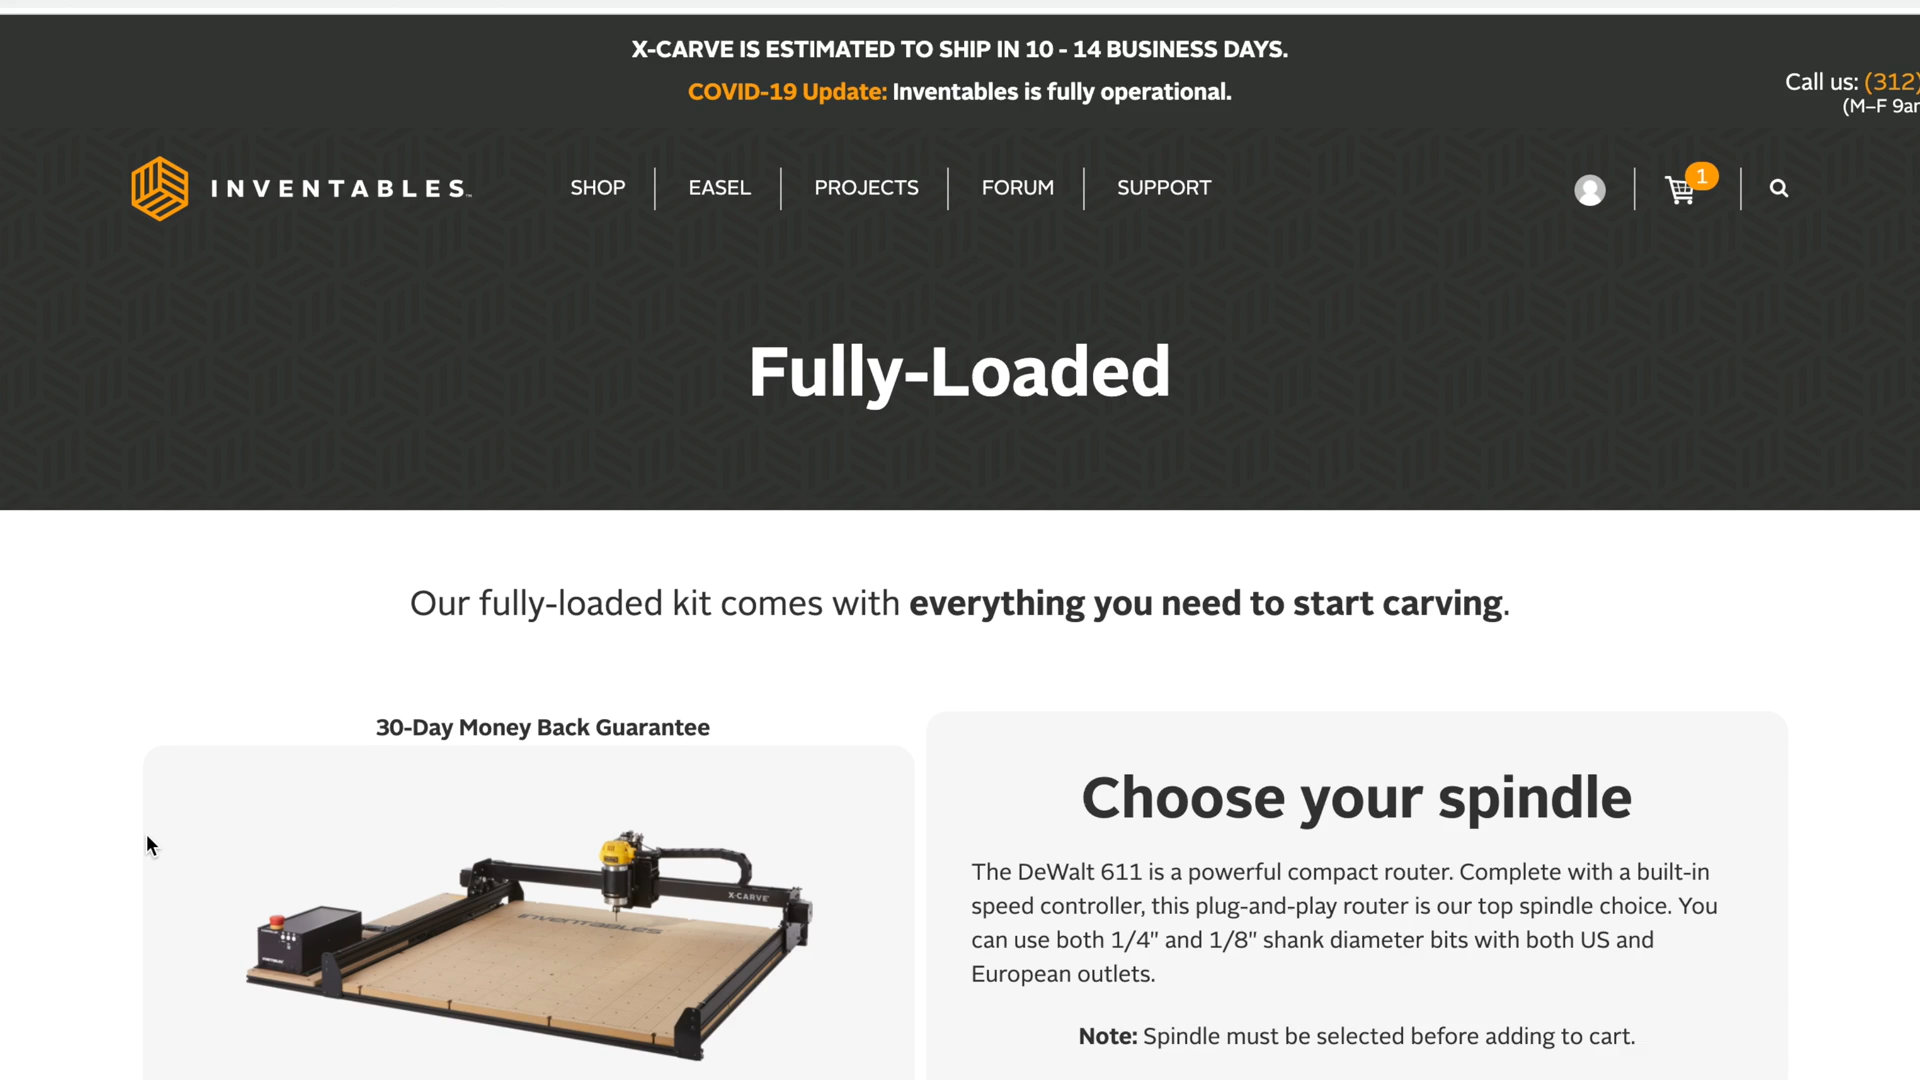 X-CARVE IS ESTIMATED TO SHIP IN 10 - 14 BUSINESS DAYS.
COVID-19 Update: Inventables is fully operational.
Call us: (312)
(M–F 9am
INVENTABLES™
SHOP
EASEL
PROJECTS
FORUM
SUPPORT
1
Fully-Loaded
Our fully-loaded kit comes with everything you need to start carving.
30-Day Money Back Guarantee
X-CARVE
INVENTABLES
Choose your spindle
The DeWalt 611 is a powerful compact router. Complete with a built-in
speed controller, this plug-and-play router is our top spindle choice. You
can use both 1/4" and 1/8" shank diameter bits with both US and
European outlets.
Note: Spindle must be selected before adding to cart.